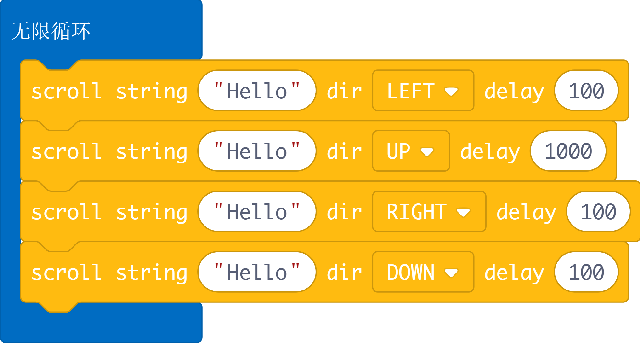 无限循环
scroll string "Hello" dir LEFT delay 100
scroll string "Hello" dir UP delay 1000
scroll string "Hello" dir RIGHT delay 100
scroll string "Hello" dir DOWN delay 100